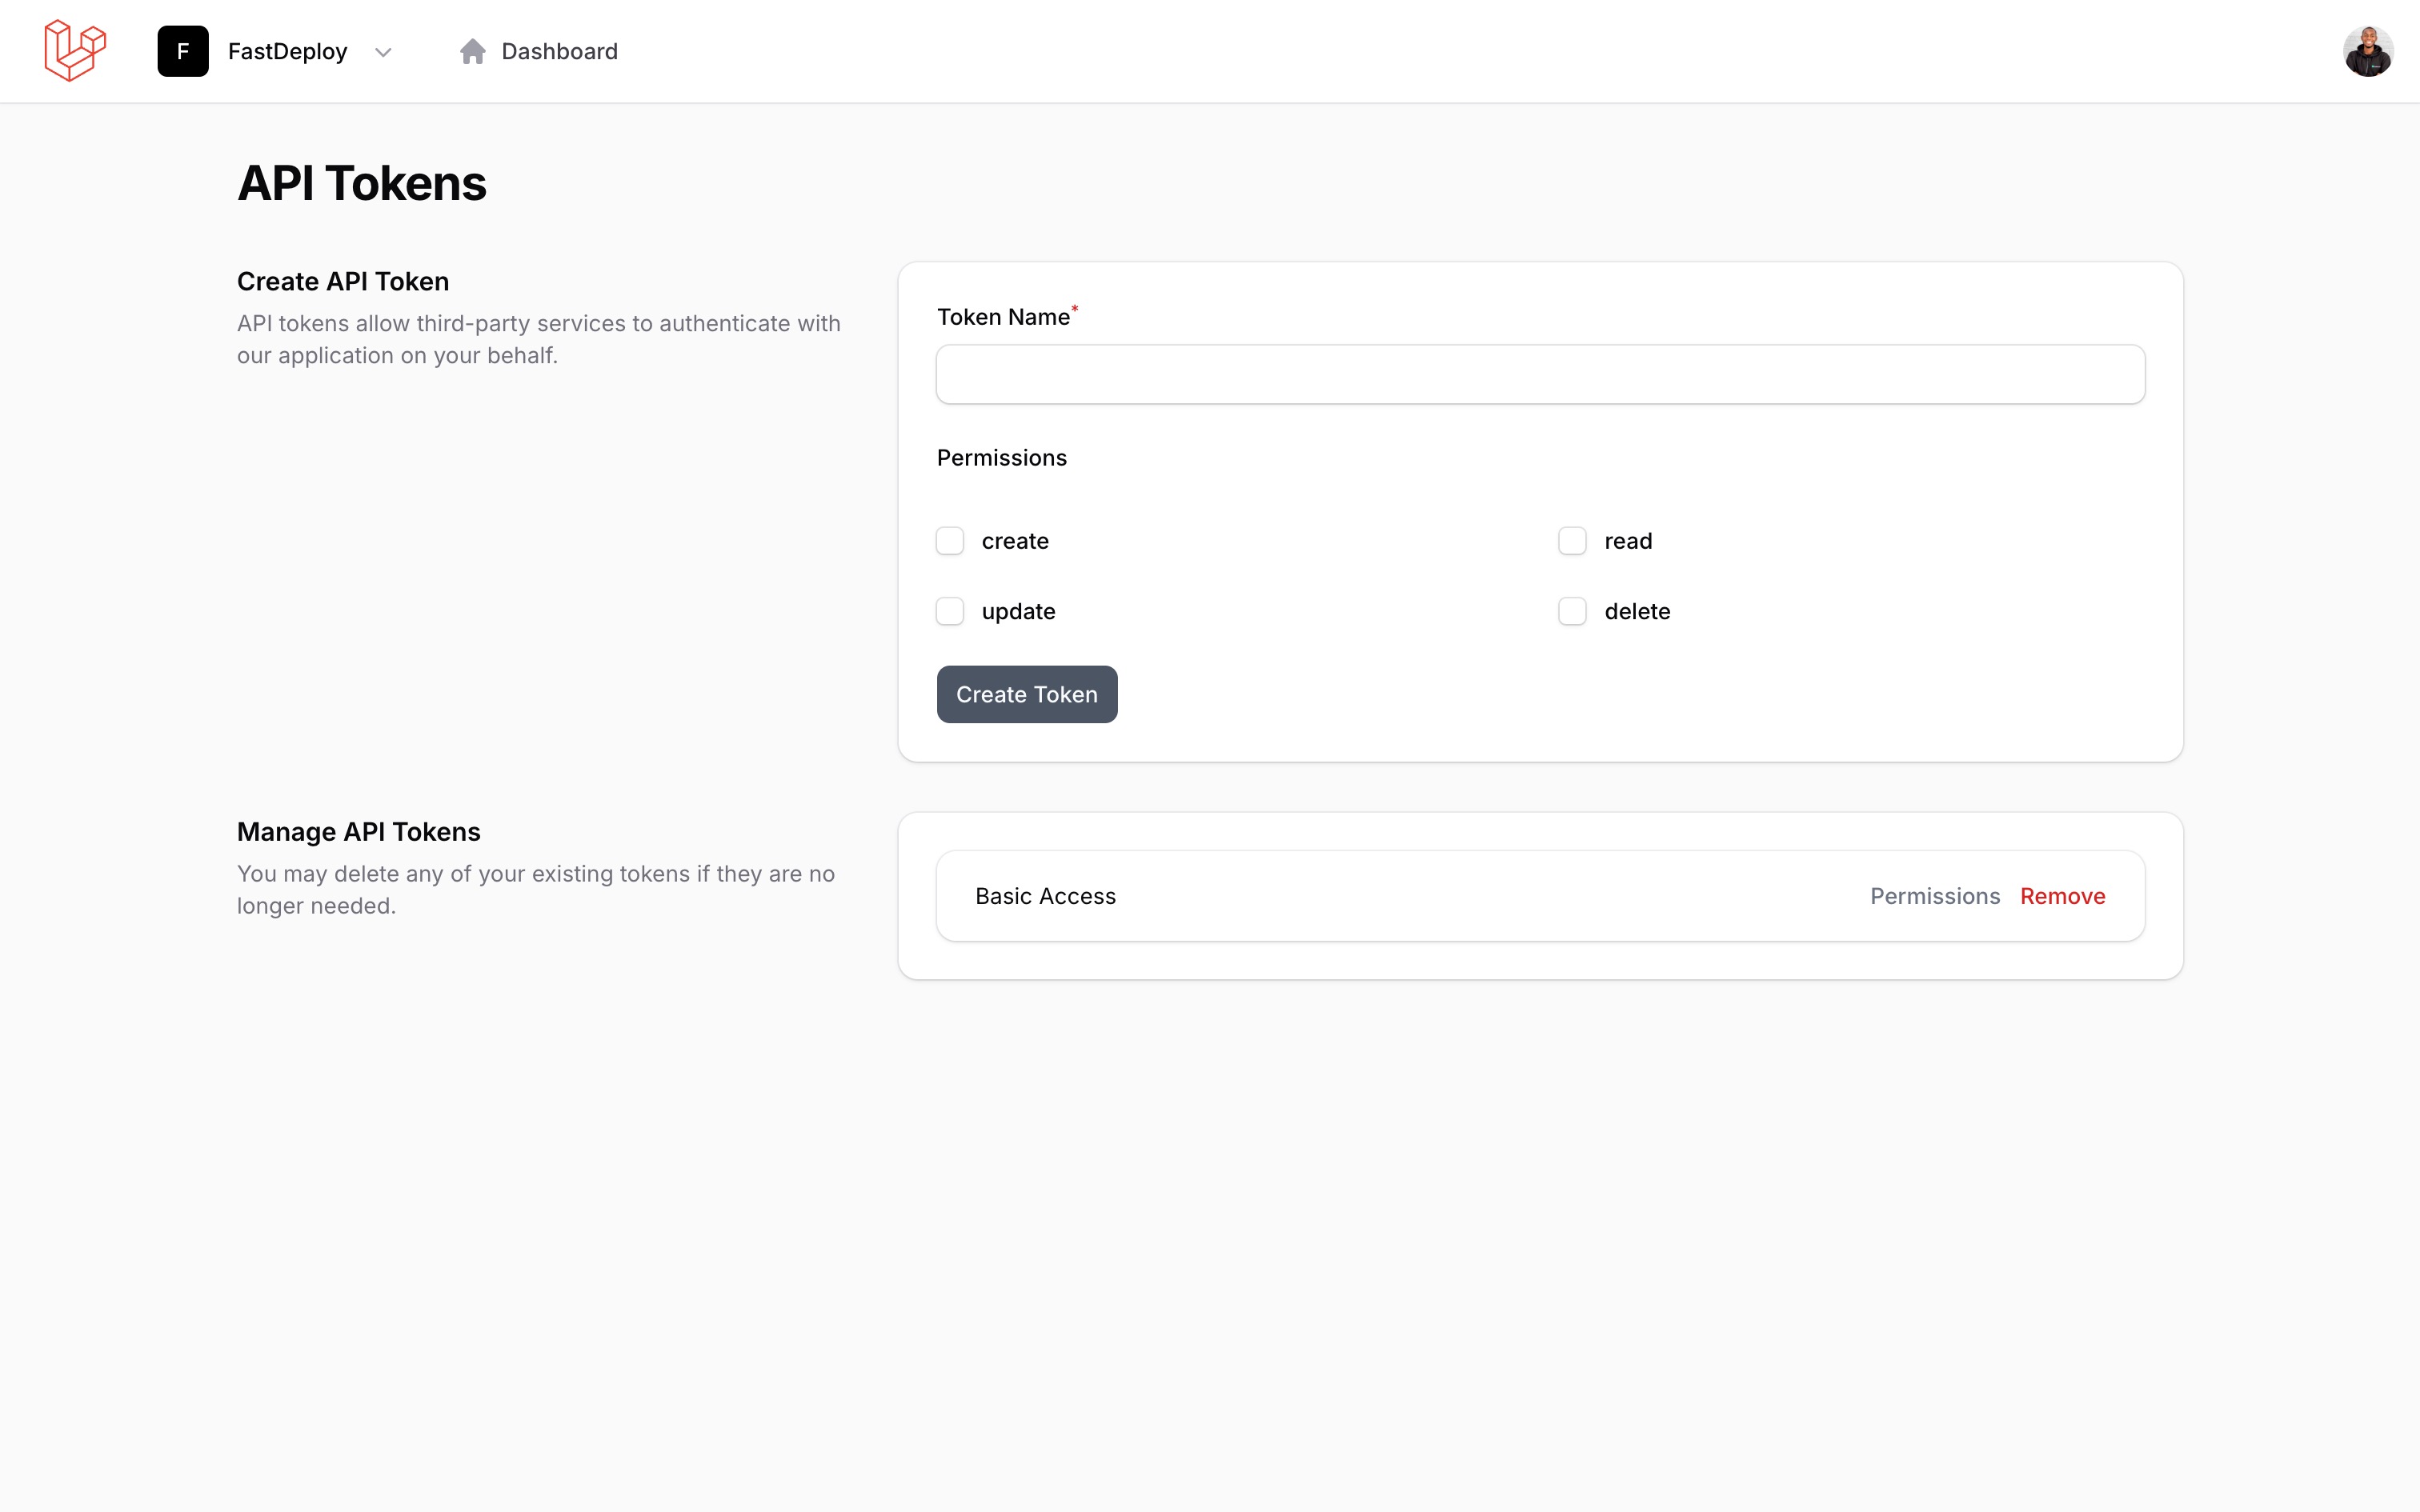 F FastDeploy Dashboard
API Tokens
Create API Token
API tokens allow third-party services to authenticate with
our application on your behalf.
Token Name*
Permissions
create
read
update
delete
Create Token
Manage API Tokens
You may delete any of your existing tokens if they are no
longer needed.
Basic Access Permissions Remove